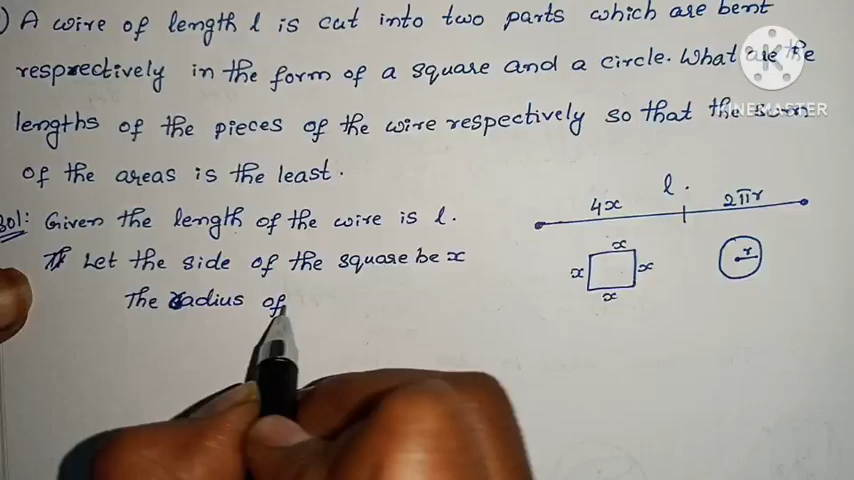 ) A wire of length l is cut into two parts which are bent
respectively in the form of a square and a circle. What are the
lengths of the pieces of the wire respectively so that the sum
of the areas is the least.
Sol: Given the length of the wire is l.
Let the side of the square be x
The radius of
l.
4x
2πr
x
x
x
x
r
K
KINEMASTER